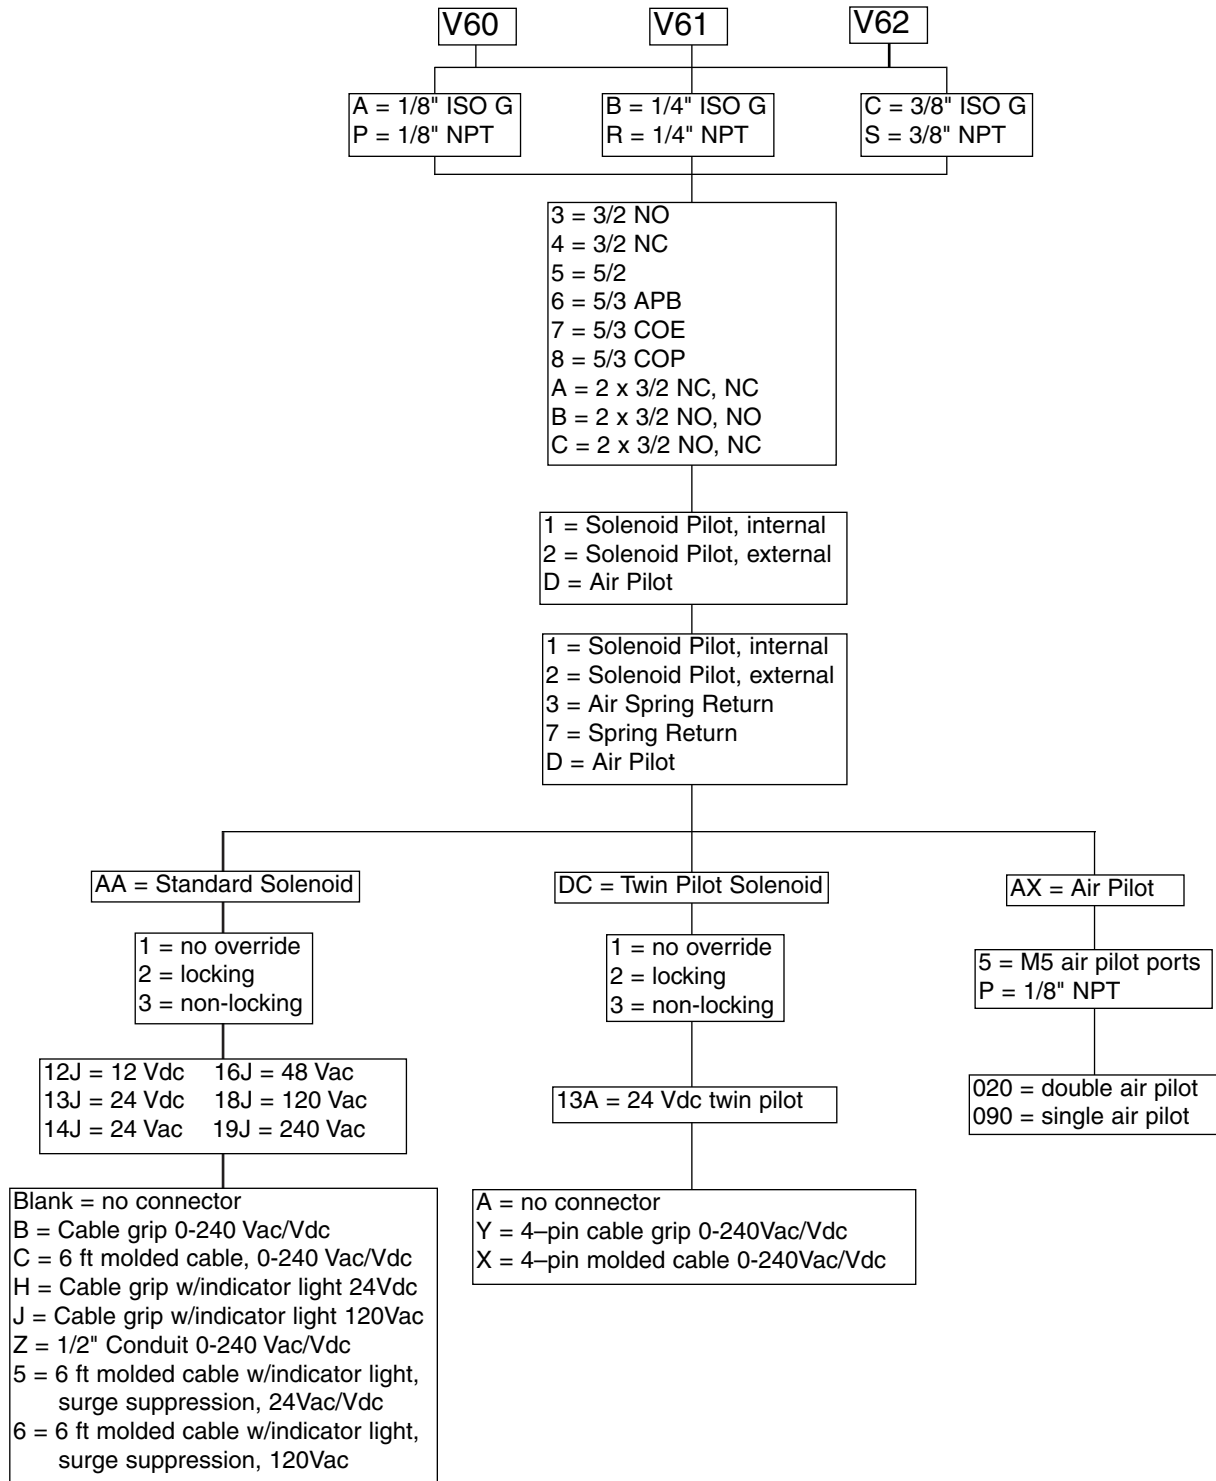 V60
V61
V62
A = 1/8" ISO G
P = 1/8" NPT
B = 1/4" ISO G
R = 1/4" NPT
C = 3/8" ISO G
S = 3/8" NPT
3 = 3/2 NO
4 = 3/2 NC
5 = 5/2
6 = 5/3 APB
7 = 5/3 COE
8 = 5/3 COP
A = 2 x 3/2 NC, NC
B = 2 x 3/2 NO, NO
C = 2 x 3/2 NO, NC
1 = Solenoid Pilot, internal
2 = Solenoid Pilot, external
D = Air Pilot
1 = Solenoid Pilot, internal
2 = Solenoid Pilot, external
3 = Air Spring Return
7 = Spring Return
D = Air Pilot
AA = Standard Solenoid
1 = no override
2 = locking
3 = non-locking
12J = 12 Vdc 16J = 48 Vac
13J = 24 Vdc 18J = 120 Vac
14J = 24 Vac 19J = 240 Vac
Blank = no connector
B = Cable grip 0-240 Vac/Vdc
C = 6 ft molded cable, 0-240 Vac/Vdc
H = Cable grip w/indicator light 24Vdc
J = Cable grip w/indicator light 120Vac
Z = 1/2" Conduit 0-240 Vac/Vdc
5 = 6 ft molded cable w/indicator light,
surge suppression, 24Vac/Vdc
6 = 6 ft molded cable w/indicator light,
surge suppression, 120Vac
DC = Twin Pilot Solenoid
1 = no override
2 = locking
3 = non-locking
13A = 24 Vdc twin pilot
A = no connector
Y = 4–pin cable grip 0-240Vac/Vdc
X = 4–pin molded cable 0-240Vac/Vdc
AX = Air Pilot
5 = M5 air pilot ports
P = 1/8" NPT
020 = double air pilot
090 = single air pilot